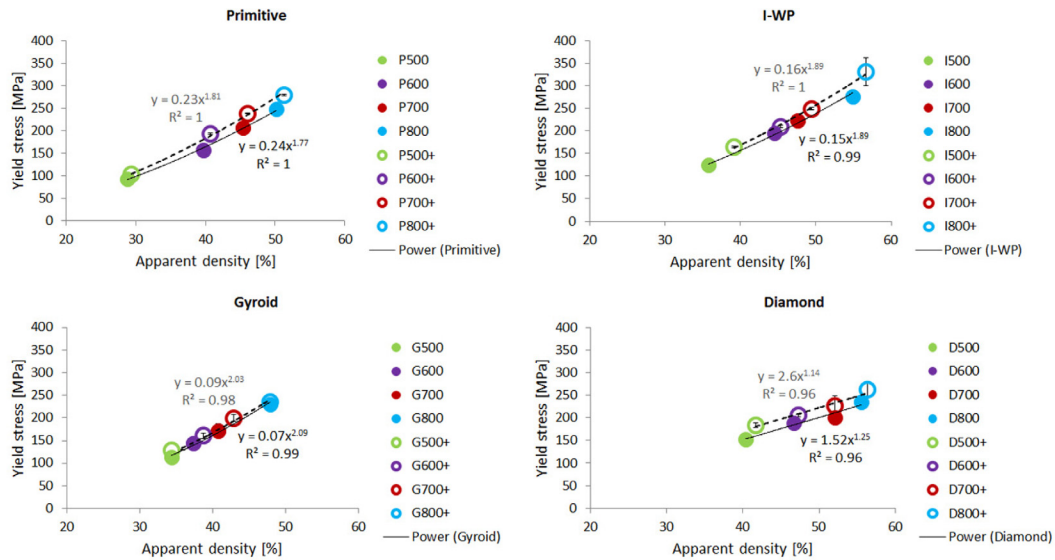 Primitive
Yield stress [MPa]
400
350
300
250
200
150
100
50
0
y = 0.23x^1.81
R² = 1
y = 0.24x^1.77
R² = 1
20 30 40 50 60
Apparent density [%]
P500
P600
P700
P800
P500+
P600+
P700+
P800+
Power (Primitive)
I-WP
Yield stress [MPa]
400
350
300
250
200
150
100
50
0
y = 0.16x^1.89
R² = 1
y = 0.15x^1.89
R² = 0.99
20 30 40 50 60
Apparent density [%]
I500
I600
I700
I800
I500+
I600+
I700+
I800+
Power (I-WP)
Gyroid
Yield stress [MPa]
400
350
300
250
200
150
100
50
0
y = 0.09x^2.03
R² = 0.98
y = 0.07x^2.09
R² = 0.99
20 30 40 50 60
Apparent density [%]
G500
G600
G700
G800
G500+
G600+
G700+
G800+
Power (Gyroid)
Diamond
Yield stress [MPa]
400
350
300
250
200
150
100
50
0
y = 2.6x^1.14
R² = 0.96
y = 1.52x^1.25
R² = 0.96
20 30 40 50 60
Apparent density [%]
D500
D600
D700
D800
D500+
D600+
D700+
D800+
Power (Diamond)